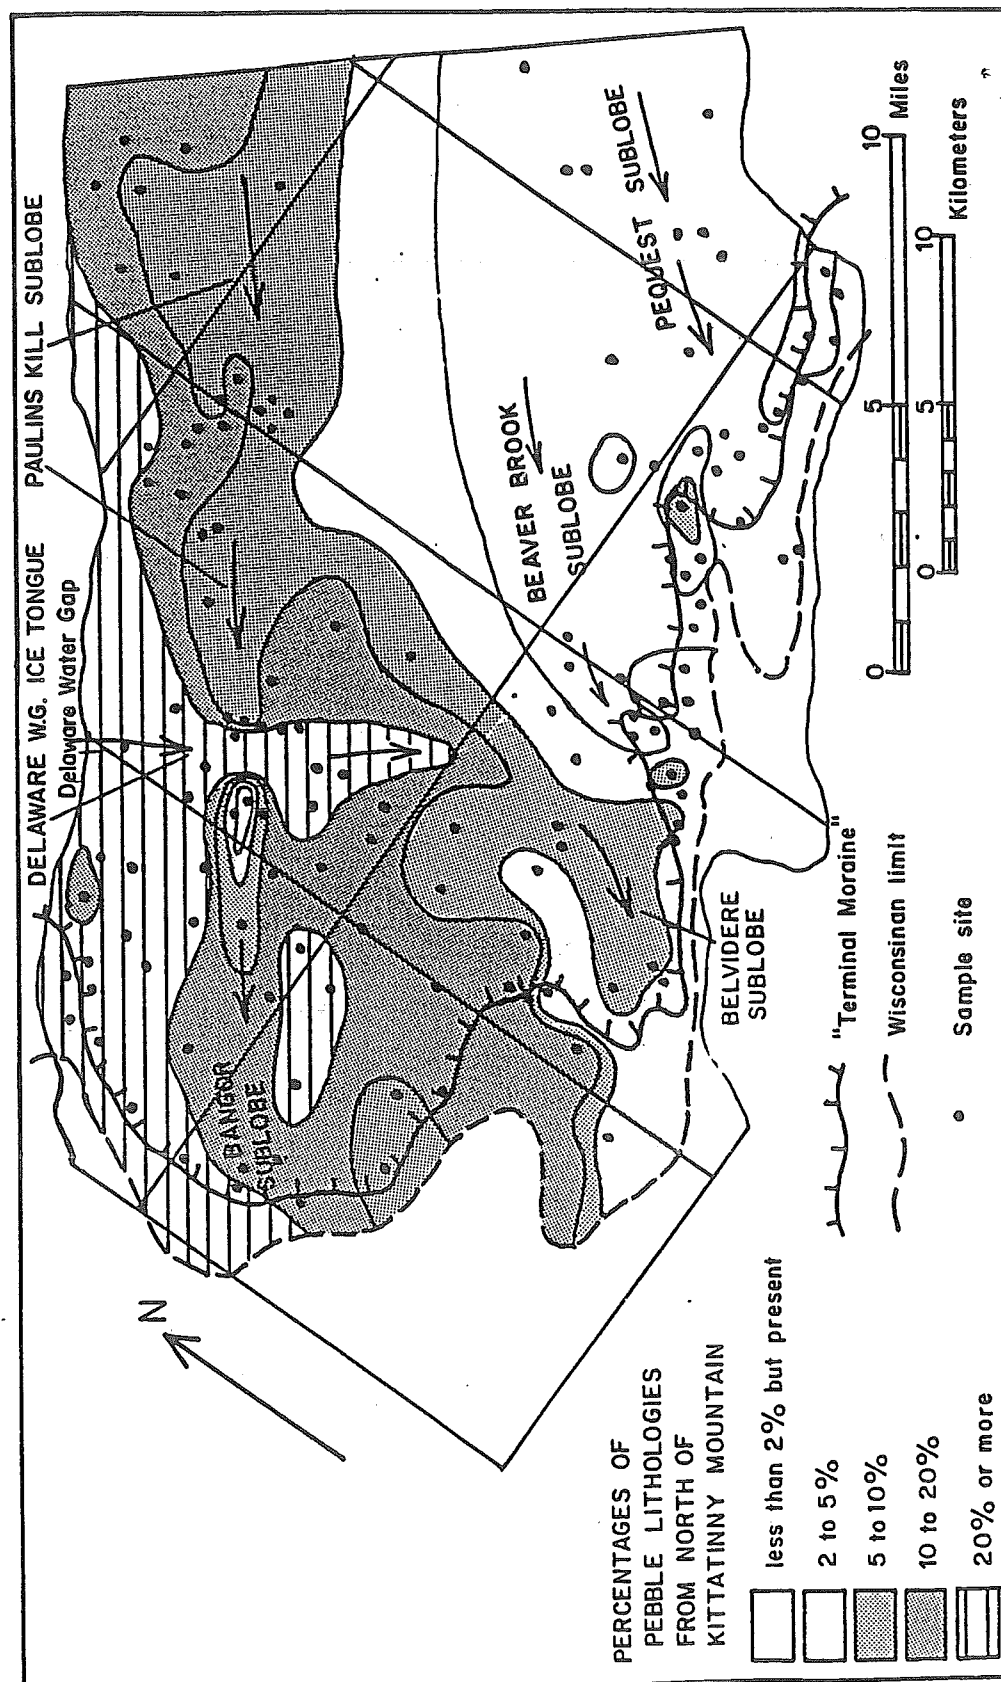 DELAWARE W.G. ICE TONGUE
Delaware Water Gap
PAULINS KILL SUBLOBE
N
BANGOR
SUBLOBE
BELVIDERE
SUBLOBE
BEAVER BROOK
SUBLOBE
PEQUEST SUBLOBE
PERCENTAGES OF
PEBBLE LITHOLOGIES
FROM NORTH OF
KITTATINNY MOUNTAIN
less than 2% but present
2 to 5%
5 to 10%
10 to 20%
20% or more
"Terminal Moraine"
Wisconsinan limit
Sample site
0 5 10 Miles
0 5 10 Kilometers